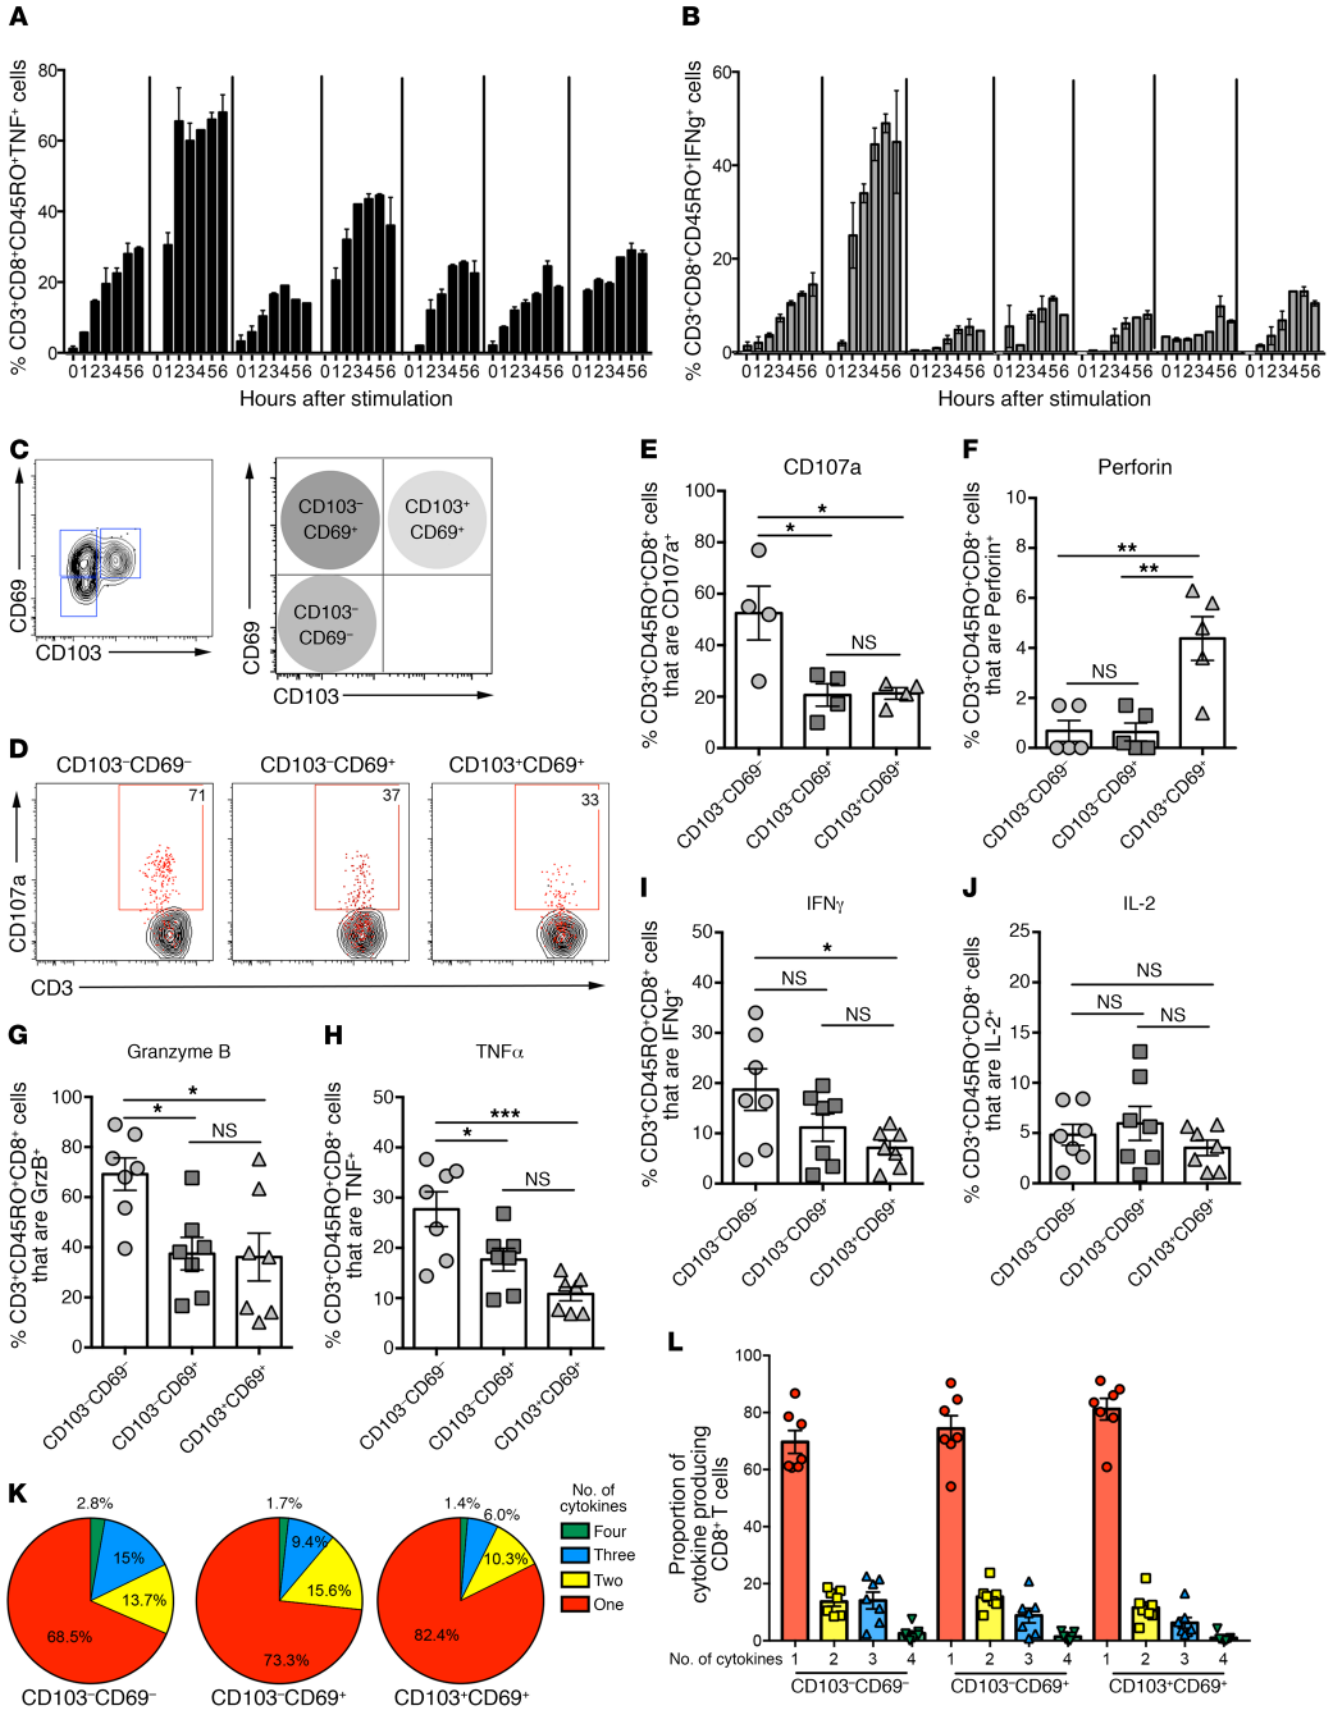 A
% CD3⁺CD8⁺CD45RO⁺TNF⁺ cells
80
60
40
20
0
0123456 0123456 0123456 0123456 0123456 0123456 0123456
Hours after stimulation
B
% CD3⁺CD8⁺CD45RO⁺IFNg⁺ cells
60
40
20
0
0123456 0123456 0123456 0123456 0123456 0123456 0123456
Hours after stimulation
C
CD69
CD103
CD69
CD103
CD103⁻
CD69⁺
CD103⁺
CD69⁺
CD103⁻
CD69⁻
D
CD103⁻CD69⁻
CD103⁻CD69⁺
CD103⁺CD69⁺
71
37
33
CD107a
CD3
E
CD107a
% CD3⁺CD45RO⁺CD8⁺ cells
that are CD107a⁺
100
80
60
40
20
0
*
*
NS
CD103⁻CD69⁻
CD103⁻CD69⁺
CD103⁺CD69⁺
F
Perforin
% CD3⁺CD45RO⁺CD8⁺ cells
that are Perforin⁺
10
8
6
4
2
0
**
**
NS
CD103⁻CD69⁻
CD103⁻CD69⁺
CD103⁺CD69⁺
G
Granzyme B
% CD3⁺CD45RO⁺CD8⁺ cells
that are GrzB⁺
100
80
60
40
20
0
*
*
NS
CD103⁻CD69⁻
CD103⁻CD69⁺
CD103⁺CD69⁺
H
TNFα
% CD3⁺CD45RO⁺CD8⁺ cells
that are TNF⁺
50
40
30
20
10
0
***
*
NS
CD103⁻CD69⁻
CD103⁻CD69⁺
CD103⁺CD69⁺
I
IFNγ
% CD3⁺CD45RO⁺CD8⁺ cells
that are IFNg⁺
50
40
30
20
10
0
*
NS
NS
CD103⁻CD69⁻
CD103⁻CD69⁺
CD103⁺CD69⁺
J
IL-2
% CD3⁺CD45RO⁺CD8⁺ cells
that are IL-2⁺
25
20
15
10
5
0
NS
NS
NS
CD103⁻CD69⁻
CD103⁻CD69⁺
CD103⁺CD69⁺
K
2.8%
15%
13.7%
68.5%
CD103⁻CD69⁻
1.7%
9.4%
15.6%
73.3%
CD103⁻CD69⁺
1.4%
6.0%
10.3%
82.4%
CD103⁺CD69⁺
No. of
cytokines
Four
Three
Two
One
L
Proportion of
cytokine producing
CD8⁺ T cells
100
80
60
40
20
0
No. of cytokines 1 2 3 4 1 2 3 4 1 2 3 4
CD103⁻CD69⁻
CD103⁻CD69⁺
CD103⁺CD69⁺